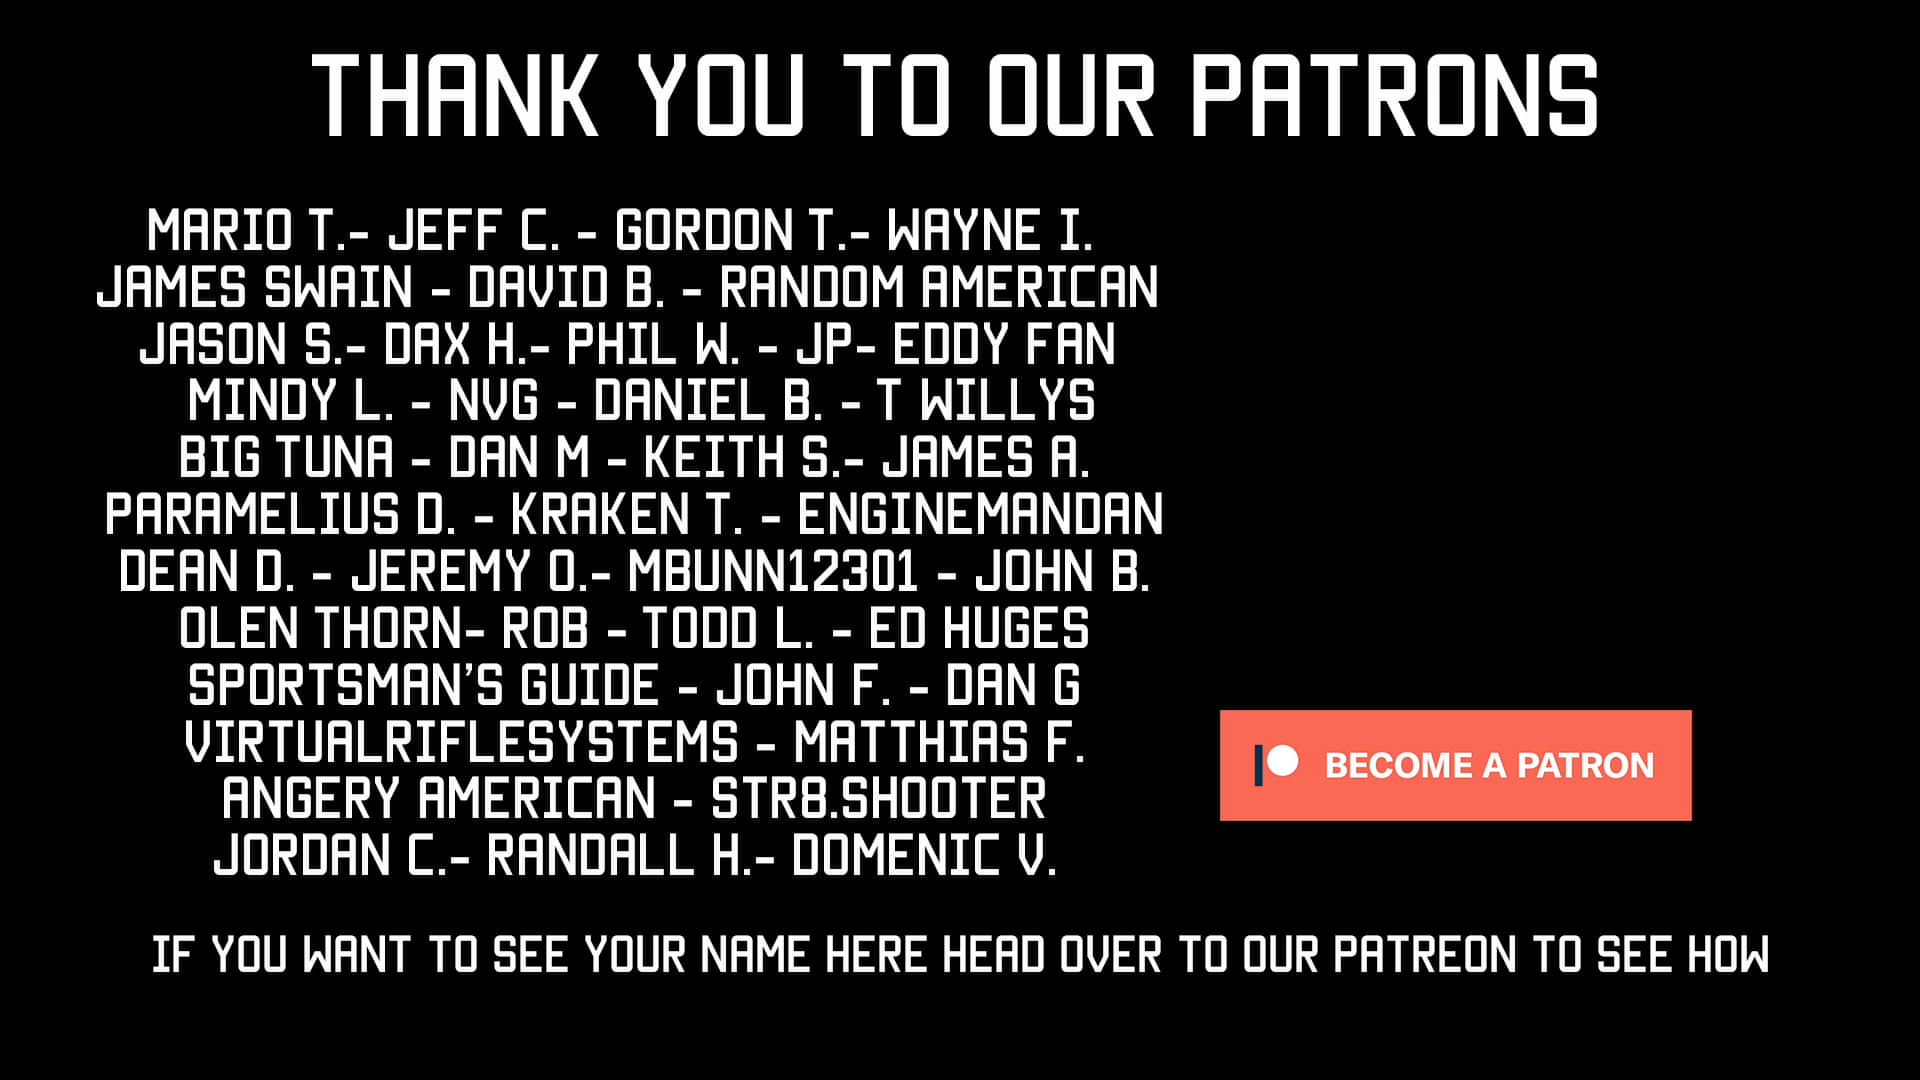 THANK YOU TO OUR PATRONS
MARIO T.- JEFF C. - GORDON T.- WAYNE I.
JAMES SWAIN - DAVID B. - RANDOM AMERICAN
JASON S.- DAX H.- PHIL W. - JP- EDDY FAN
MINDY L. - NVG - DANIEL B. - T WILLYS
BIG TUNA - DAN M - KEITH S.- JAMES A.
PARAMELIUS D. - KRAKEN T. - ENGINEMANDAN
DEAN D. - JEREMY O.- MBUNN12301 - JOHN B.
OLEN THORN- ROB - TODD L. - ED HUGES
SPORTSMAN'S GUIDE - JOHN F. - DAN G
VIRTUALRIFLESYSTEMS - MATTHIAS F.
ANGERY AMERICAN - STR8.SHOOTER
JORDAN C.- RANDALL H.- DOMENIC V.
BECOME A PATRON
IF YOU WANT TO SEE YOUR NAME HERE HEAD OVER TO OUR PATREON TO SEE HOW